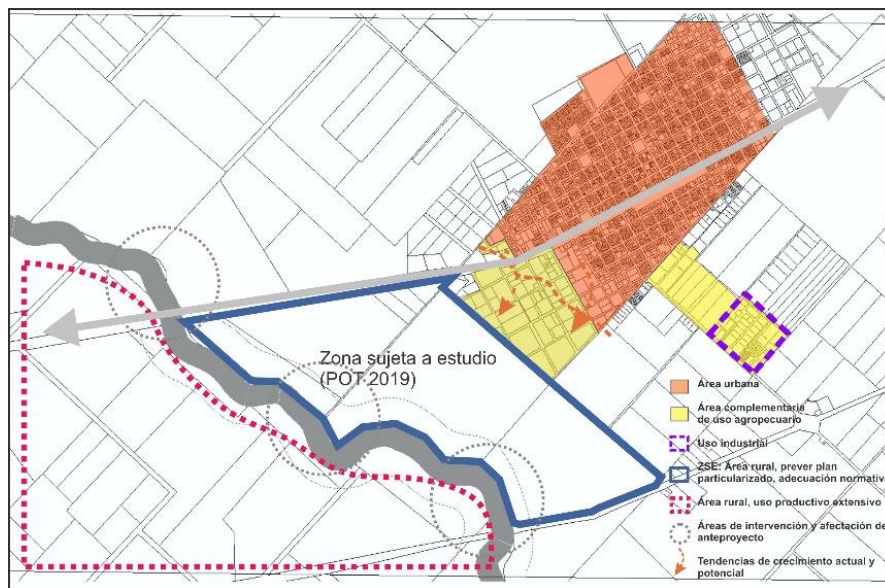 Zona sujeta a estudio
(POT 2019)
Área urbana
Área complementaria
de uso agropecuario
Uso industrial
ZSE: Área rural, prever plan
particularizado, adecuación normativa
Área rural, uso productivo extensivo
Áreas de intervención y afectación de
anteproyecto
Tendencias de crecimiento actual y
potencial